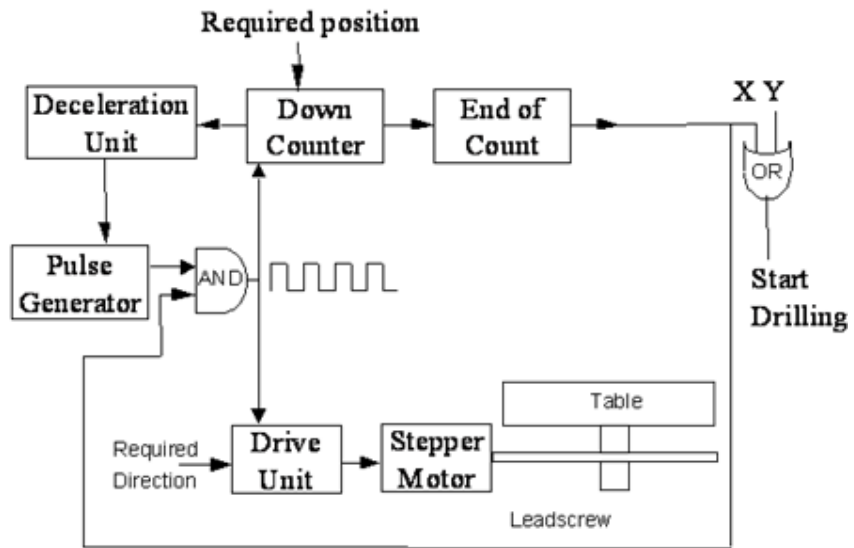 Required position
Deceleration
Unit
Down
Counter
End of
Count
X Y
OR
Pulse
Generator
AND
Start
Drilling
Required
Direction
Drive
Unit
Stepper
Motor
Table
Leadscrew